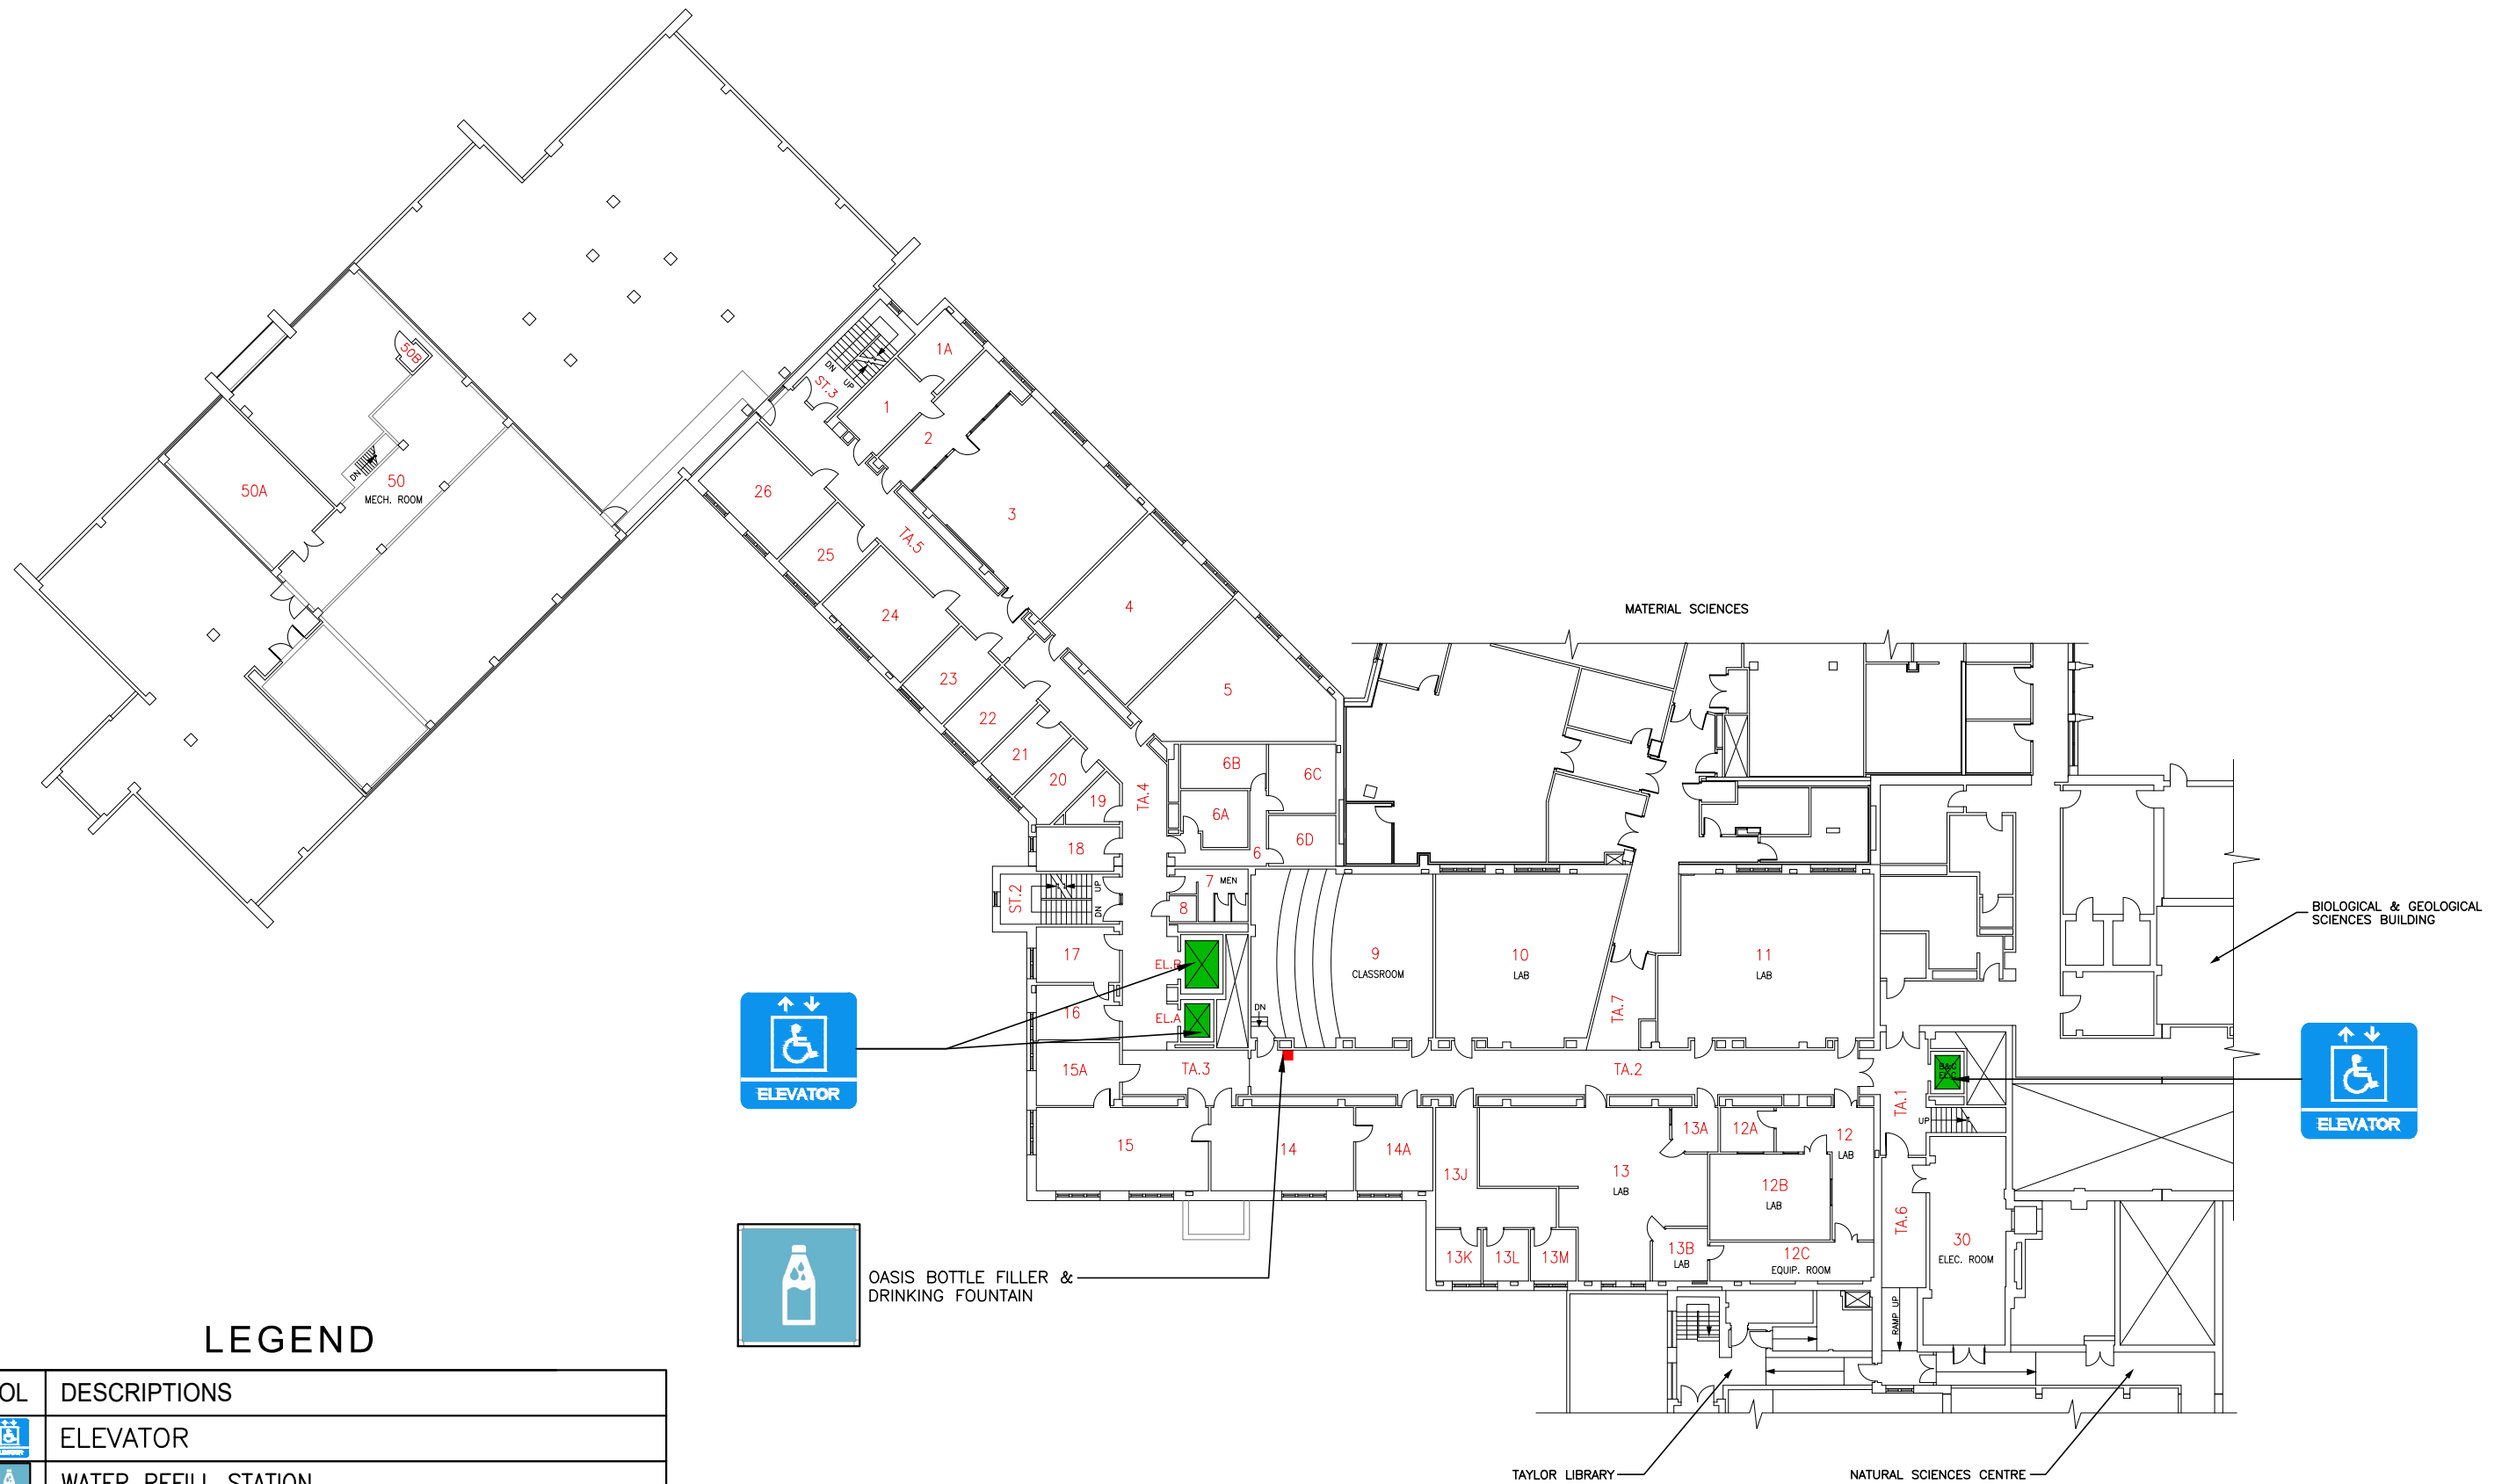 1A
50B
DN
UP
ST.3
1
2
26
50A
DN
50
MECH. ROOM
3
TA.5
25
4
24
MATERIAL SCIENCES
23
5
22
21
6B
6C
20
TA.4
19
6A
6D
18
6
7 MEN
ST.2
UP
DN
8
BIOLOGICAL & GEOLOGICAL
SCIENCES BUILDING
17
EL.B
9
CLASSROOM
10
LAB
11
LAB
16
EL.A
DN
TA.7
ELEVATOR
15A
TA.3
TA.2
B&G
EL.C
ELEVATOR
TA.1
UP
15
14
14A
13A
12A
12
LAB
13J
13
LAB
12B
LAB
TA.6
13K
13L
13M
13B
LAB
12C
EQUIP. ROOM
30
ELEC. ROOM
OASIS BOTTLE FILLER &
DRINKING FOUNTAIN
RAMP UP
LEGEND
OL DESCRIPTIONS
ELEVATOR
WATER REFILL STATION
TAYLOR LIBRARY
NATURAL SCIENCES CENTRE